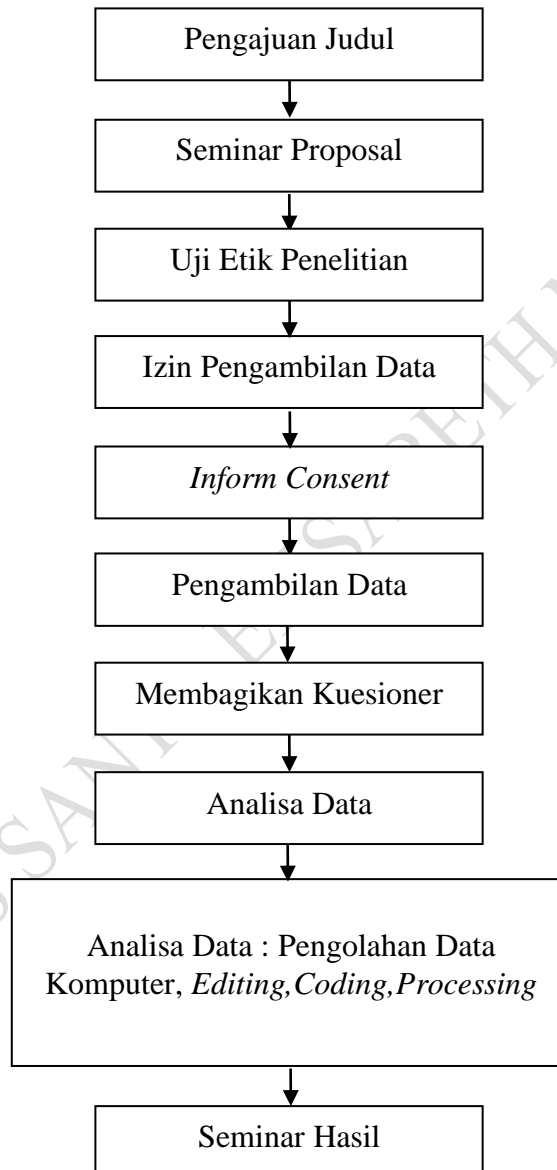 Pengajuan Judul
Seminar Proposal
Uji Etik Penelitian
Izin Pengambilan Data
Inform Consent
Pengambilan Data
Membagikan Kuesioner
Analisa Data
Analisa Data : Pengolahan Data
Komputer, Editing,Coding,Processing
Seminar Hasil